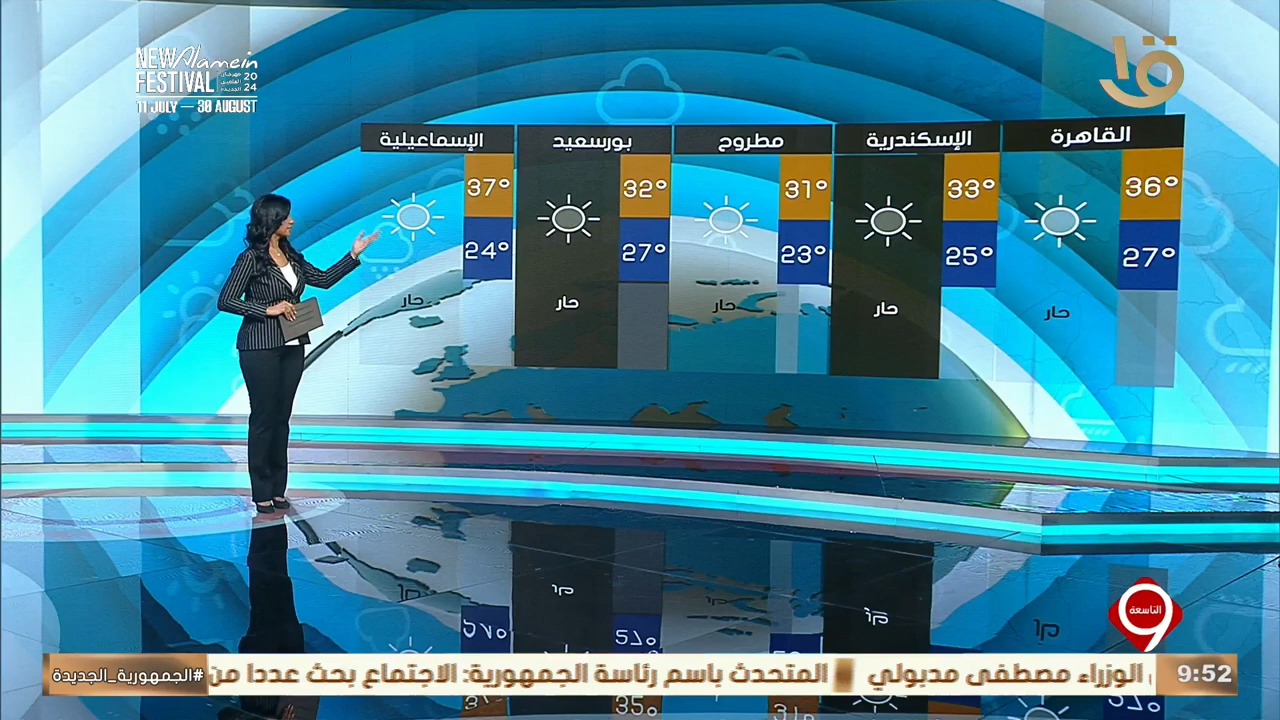 NEW Alamein
FESTIVAL
مهرجان
العلمين
الجديدة
20
24
11 JULY — 30 AUGUST
القاهرة
36°
27°
حار
الإسكندرية
33°
25°
حار
مطروح
31°
23°
حار
بورسعيد
32°
27°
حار
الإسماعيلية
37°
24°
حار
التاسعة
9
9:52
الوزراء مصطفى مدبولي
المتحدث باسم رئاسة الجمهورية: الاجتماع بحث عددا من
#الجمهورية_الجديدة